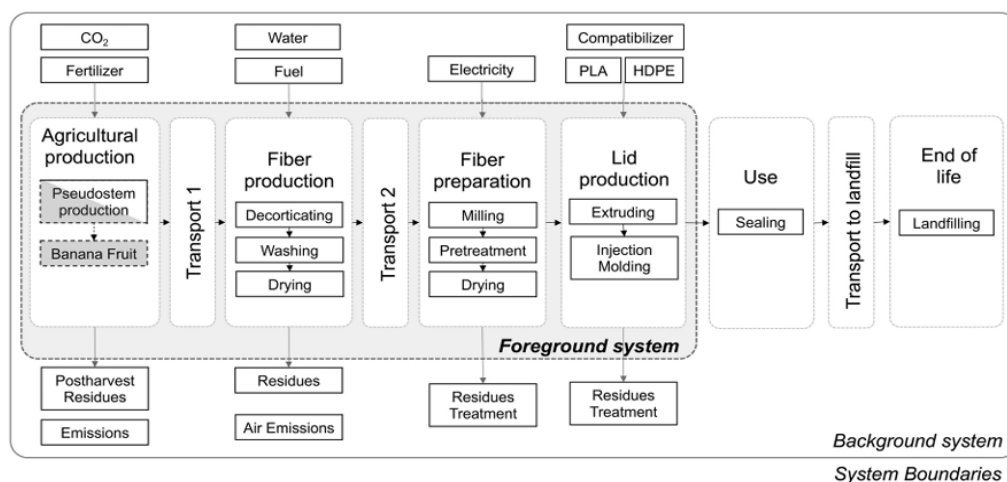 CO₂
Fertilizer
Water
Fuel
Electricity
Compatibilizer
PLA
HDPE
Agricultural
production
Pseudostem
production
Banana Fruit
Transport 1
Fiber
production
Decorticating
Washing
Drying
Transport 2
Fiber
preparation
Milling
Pretreatment
Drying
Lid
production
Extruding
Injection
Molding
Use
Sealing
Transport to landfill
End of
life
Landfilling
Foreground system
Postharvest
Residues
Emissions
Residues
Air Emissions
Residues
Treatment
Residues
Treatment
Background system
System Boundaries